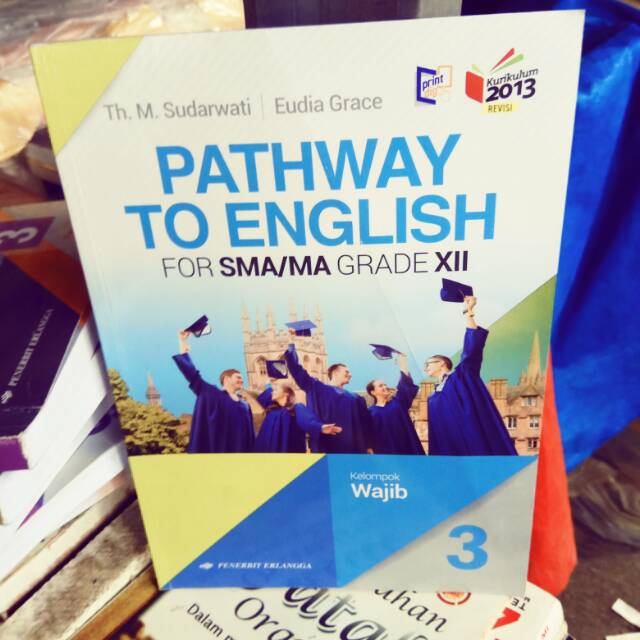 Th. M. Sudarwati | Eudia Grace
print
Kurikulum
2013
REVISI
PATHWAY
TO ENGLISH
FOR SMA/MA GRADE XII
Kelompok
Wajib
3
PENERBIT ERLANGGA
PENERBIT ERLANGGA
3
Dalam